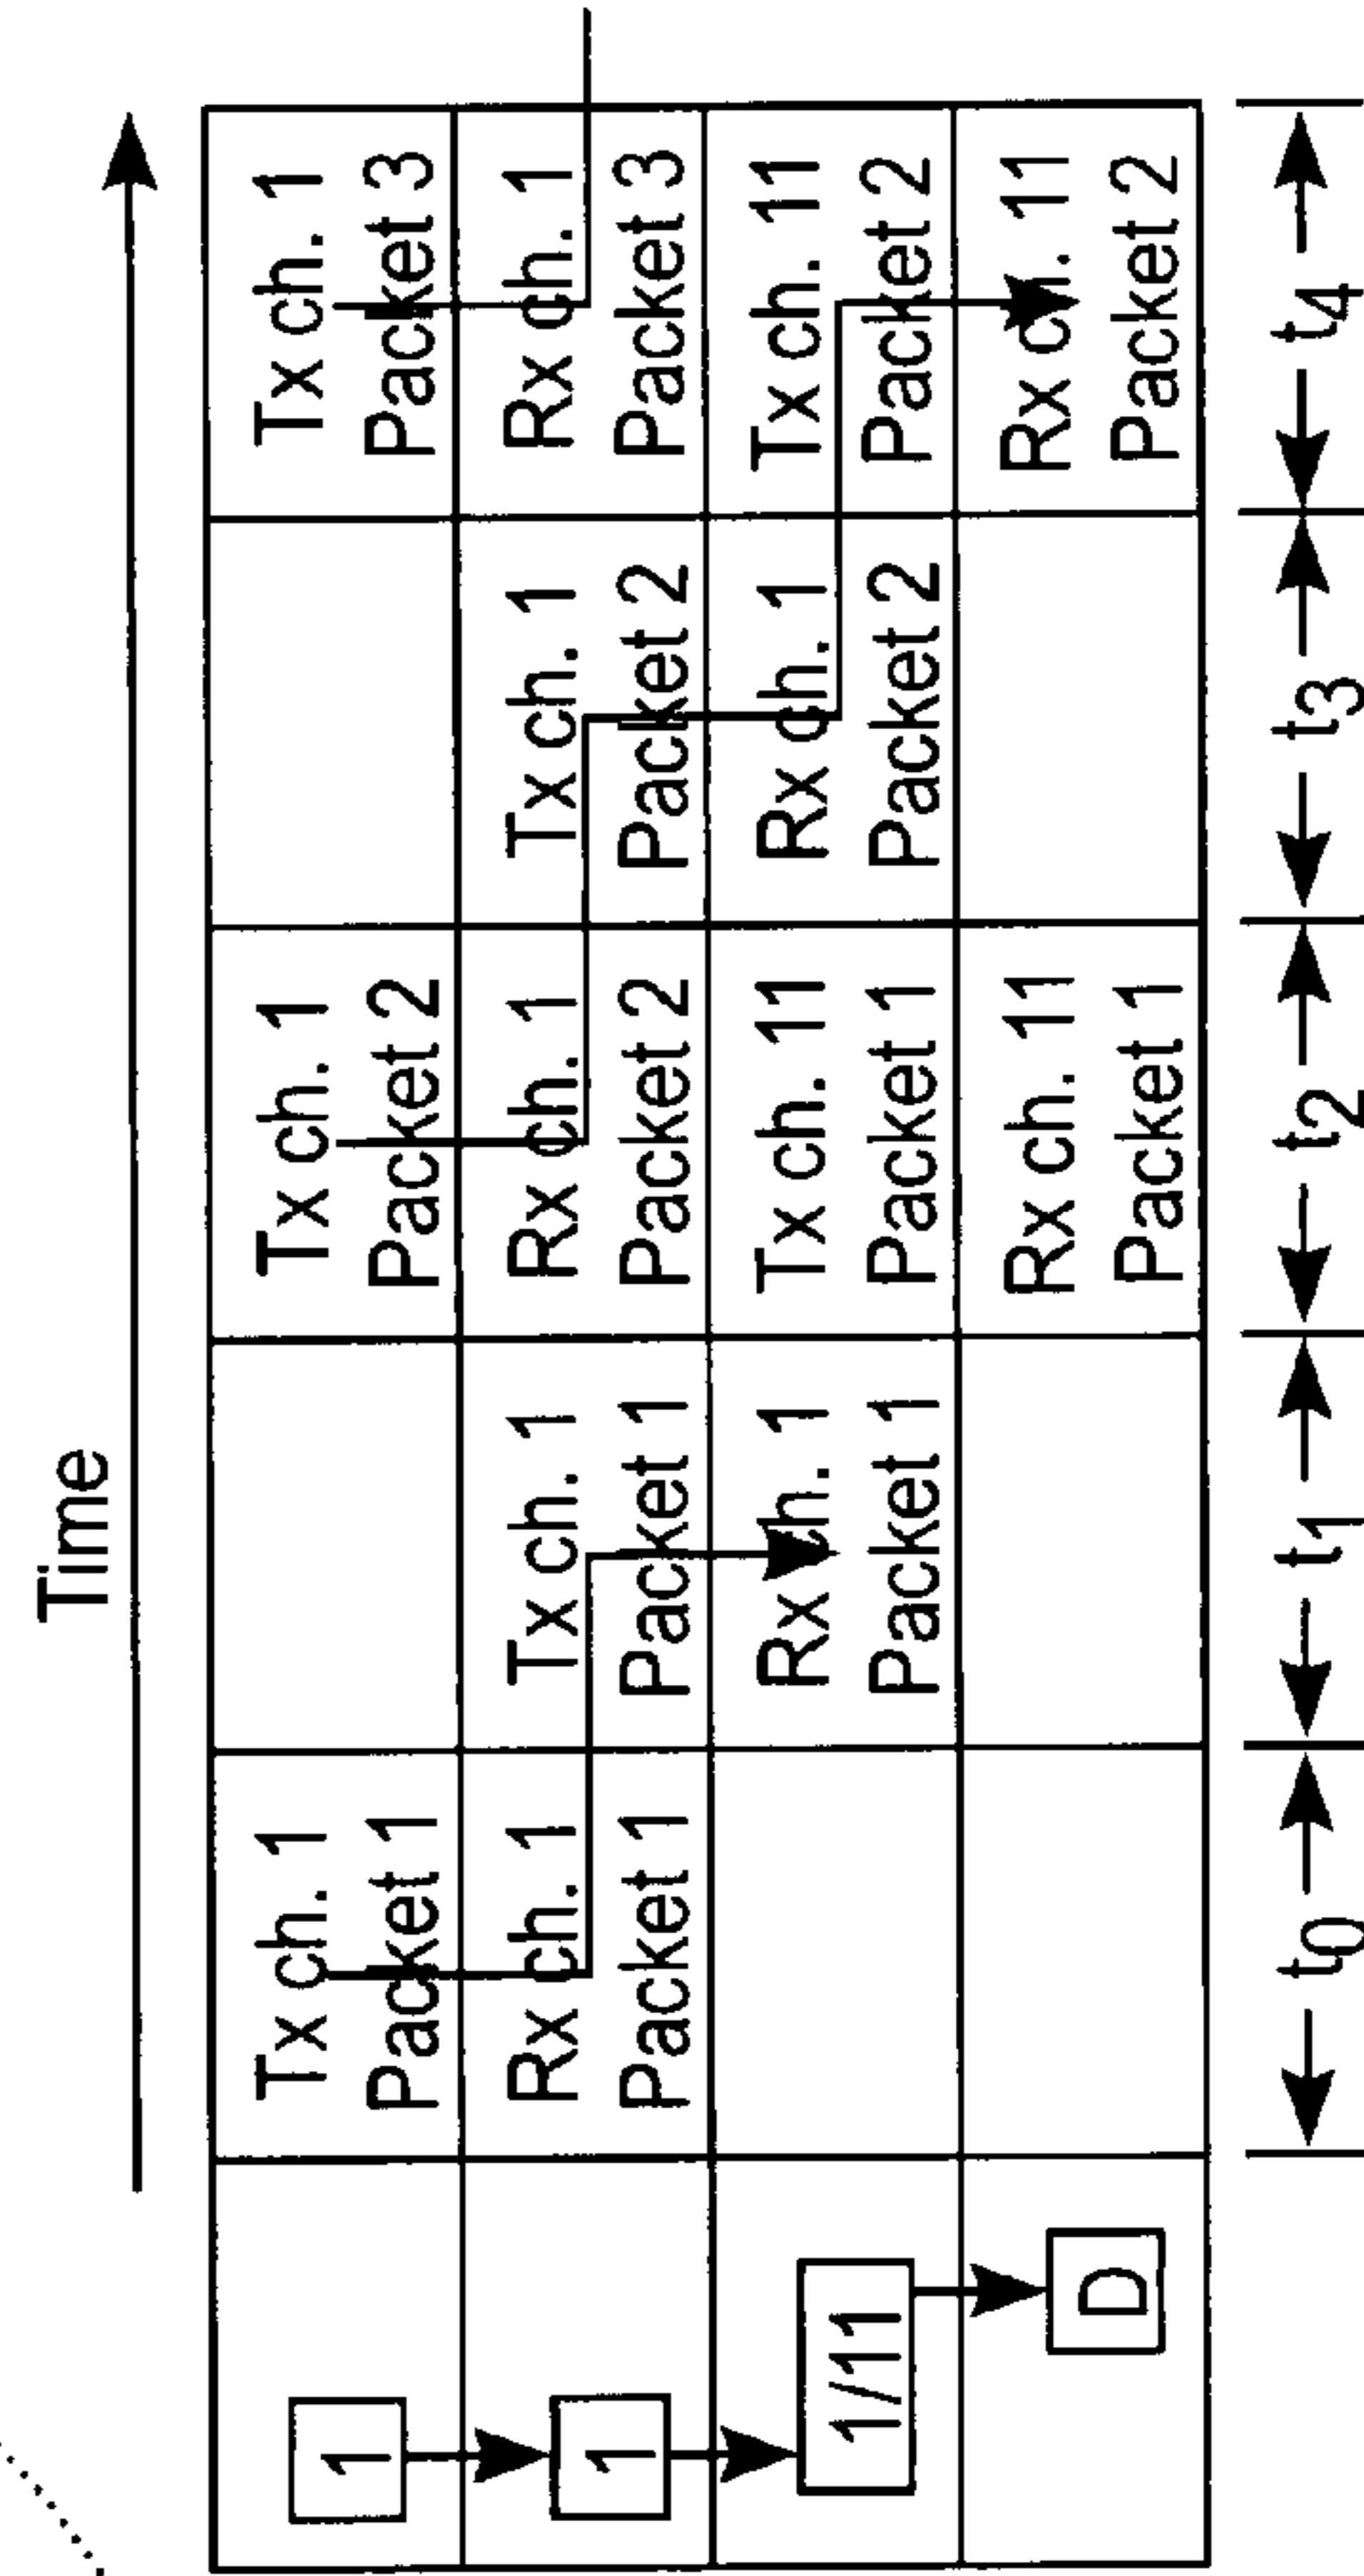 Time
1
Tx ch. 1
Packet 1
Tx ch. 1
Packet 2
Tx ch. 1
Packet 3
1
Rx ch. 1
Packet 1
Tx ch. 1
Packet 1
Rx ch. 1
Packet 2
Tx ch. 1
Packet 2
Rx ch. 1
Packet 3
1/11
Rx ch. 1
Packet 1
Tx ch. 11
Packet 1
Rx ch. 1
Packet 2
Tx ch. 11
Packet 2
D
Rx ch. 11
Packet 1
Rx ch. 11
Packet 2
t0
t1
t2
t3
t4